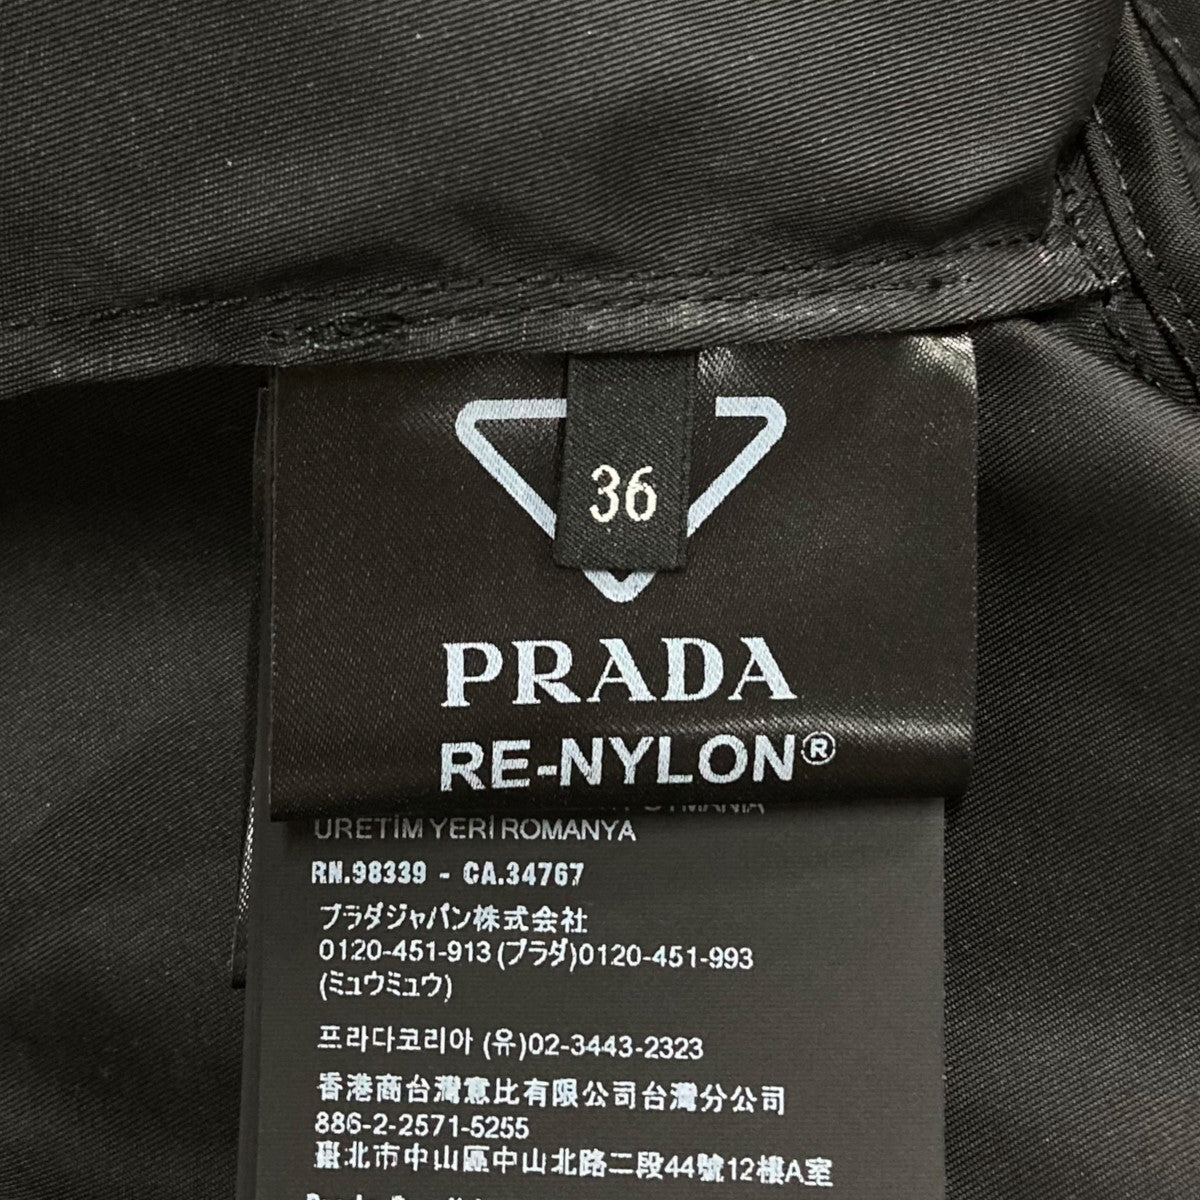 36
PRADA
RE-NYLON®
ÜRETİM YERİ ROMANYA
RN.98339 - CA.34767
プラダジャパン株式会社
0120-451-913 (プラダ)0120-451-993
(ミュウミュウ)
프라다코리아 (유)02-3443-2323
香港商台灣意比有限公司台灣分公司
886-2-2571-5255
臺北市中山區中山北路二段44號12樓A室